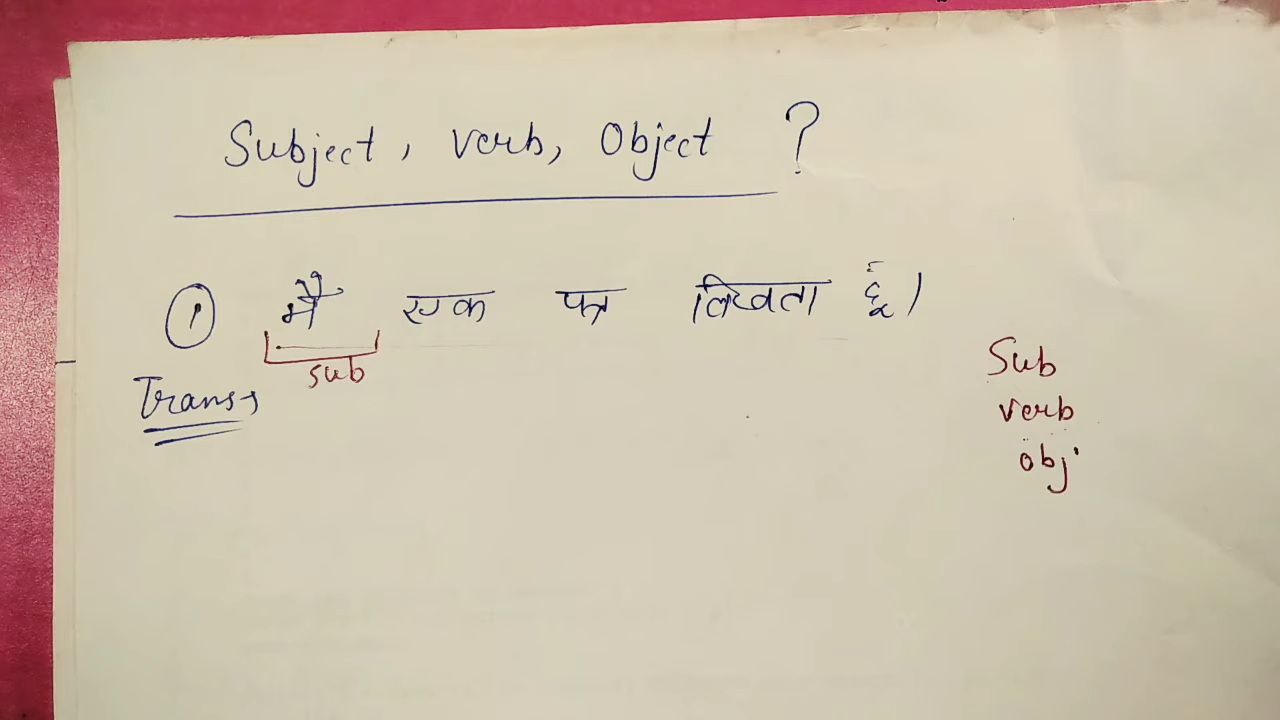 Subject, verb, Object ?
① मै एक पत्र लिखता हूँ।
sub
Trans→
Sub
verb
obj